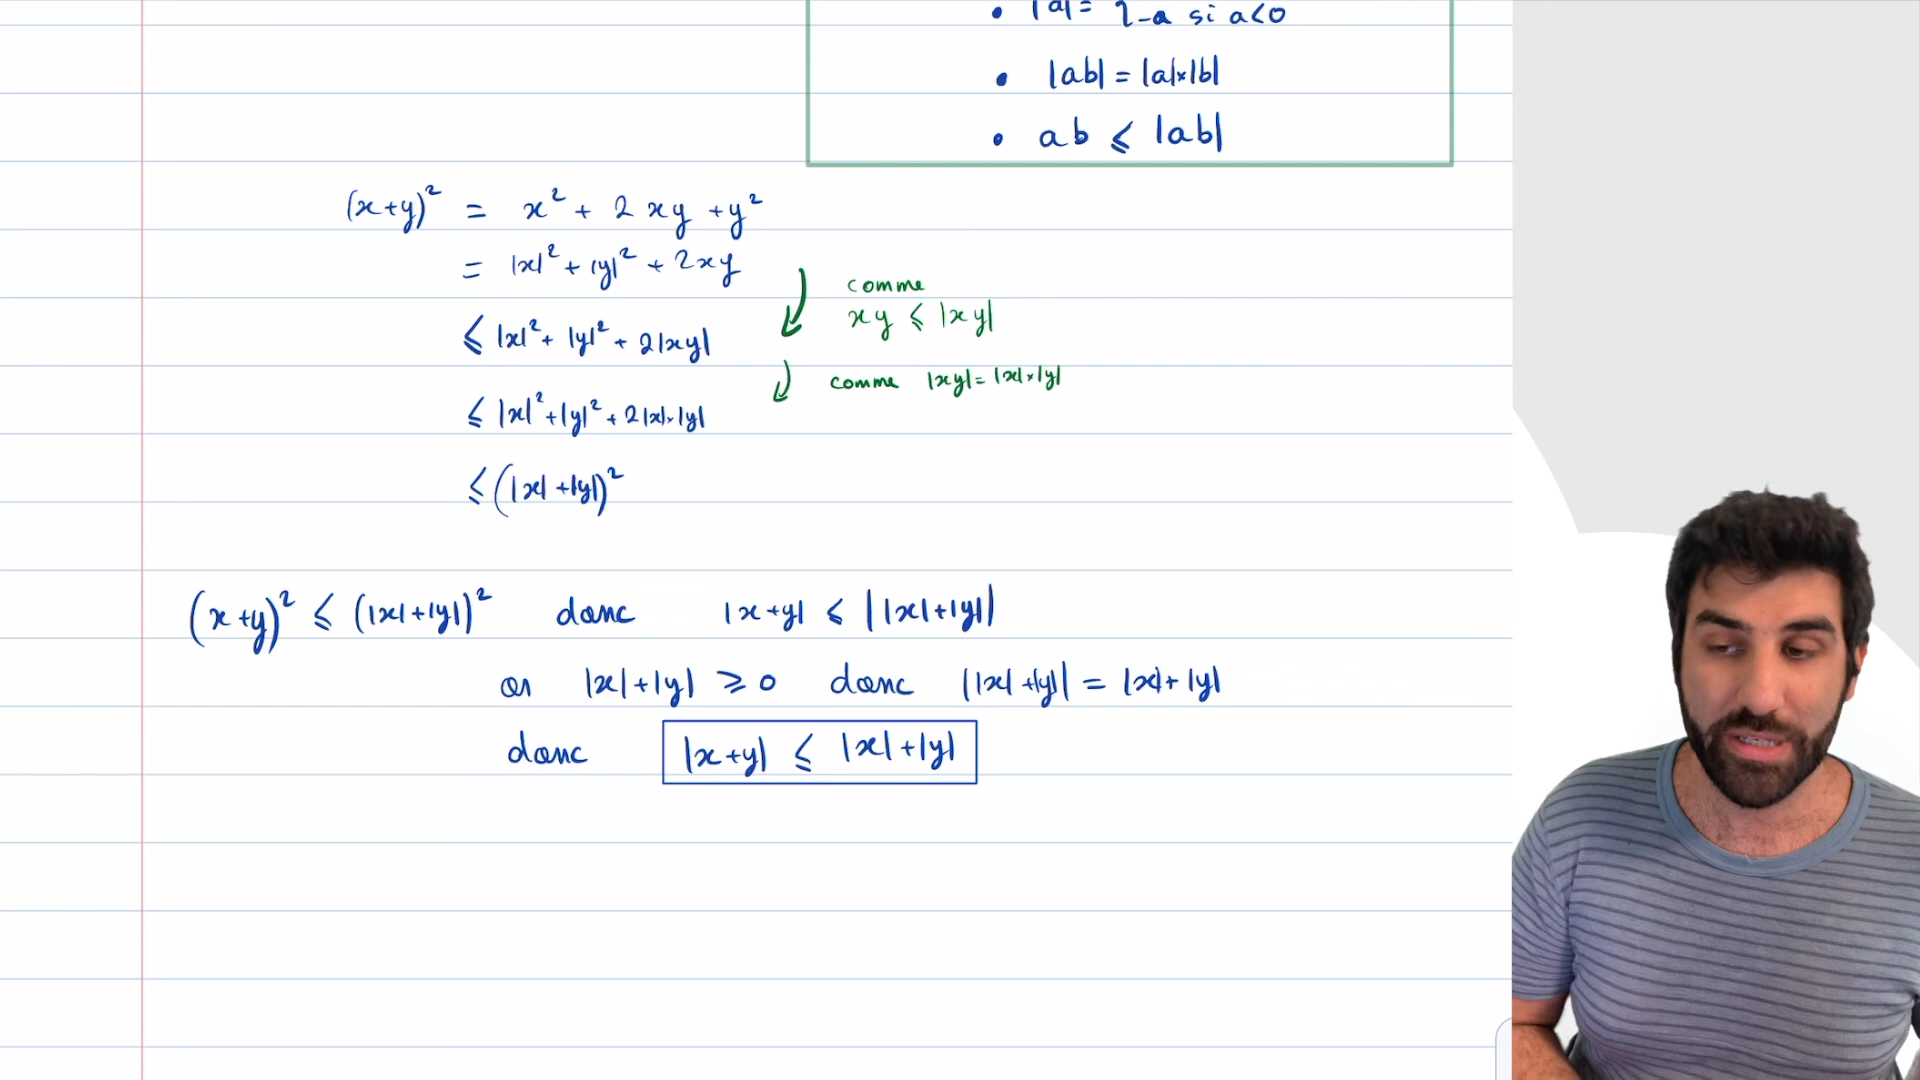 • |a| = { -a si a<0
• |ab| = |a|×|b|
• ab ⩽ |ab|
(x+y)² = x² + 2xy + y²
= |x|² + |y|² + 2xy
comme
xy ⩽ |xy|
⩽ |x|² + |y|² + 2|xy|
comme |xy| = |x|×|y|
⩽ |x|² + |y|² + 2|x|×|y|
⩽ (|x| + |y|)²
(x+y)² ⩽ (|x|+|y|)² donc |x+y| ⩽ ||x|+|y||
or |x|+|y| ⩾ 0 donc ||x|+|y|| = |x|+|y|
donc |x+y| ⩽ |x|+|y|